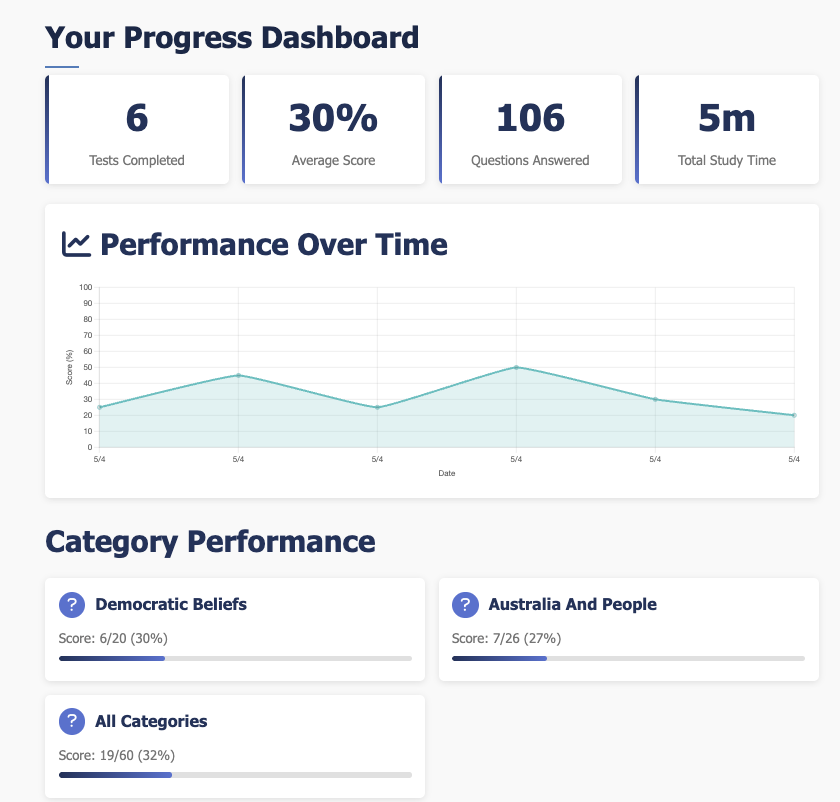 Your Progress Dashboard
6
Tests Completed
30%
Average Score
106
Questions Answered
5m
Total Study Time
Performance Over Time
100
90
80
70
60
50
40
30
20
10
0
Score (%)
5/4 5/4 5/4 5/4 5/4 5/4
Date
Category Performance
? Democratic Beliefs
Score: 6/20 (30%)
? Australia And People
Score: 7/26 (27%)
? All Categories
Score: 19/60 (32%)